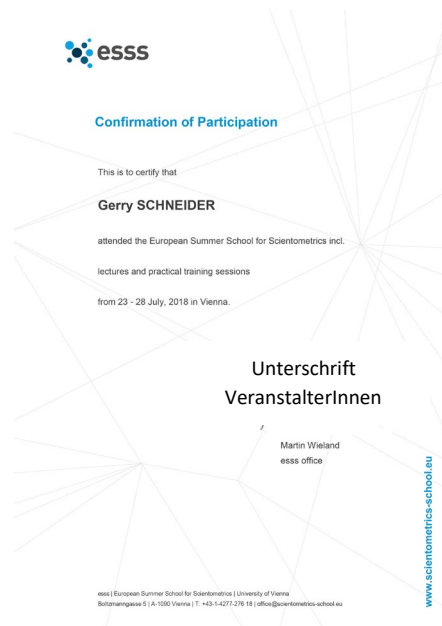 esss
Confirmation of Participation
This is to certify that
Gerry SCHNEIDER
attended the European Summer School for Scientometrics incl.
lectures and practical training sessions
from 23 - 28 July, 2018 in Vienna.
Unterschrift
VeranstalterInnen
Martin Wieland
esss office
www.scientometrics-school.eu
esss | European Summer School for Scientometrics | University of Vienna
Boltzmanngasse 5 | A-1090 Vienna | T: +43-1-4277-276 18 | office@scientometrics-school.eu